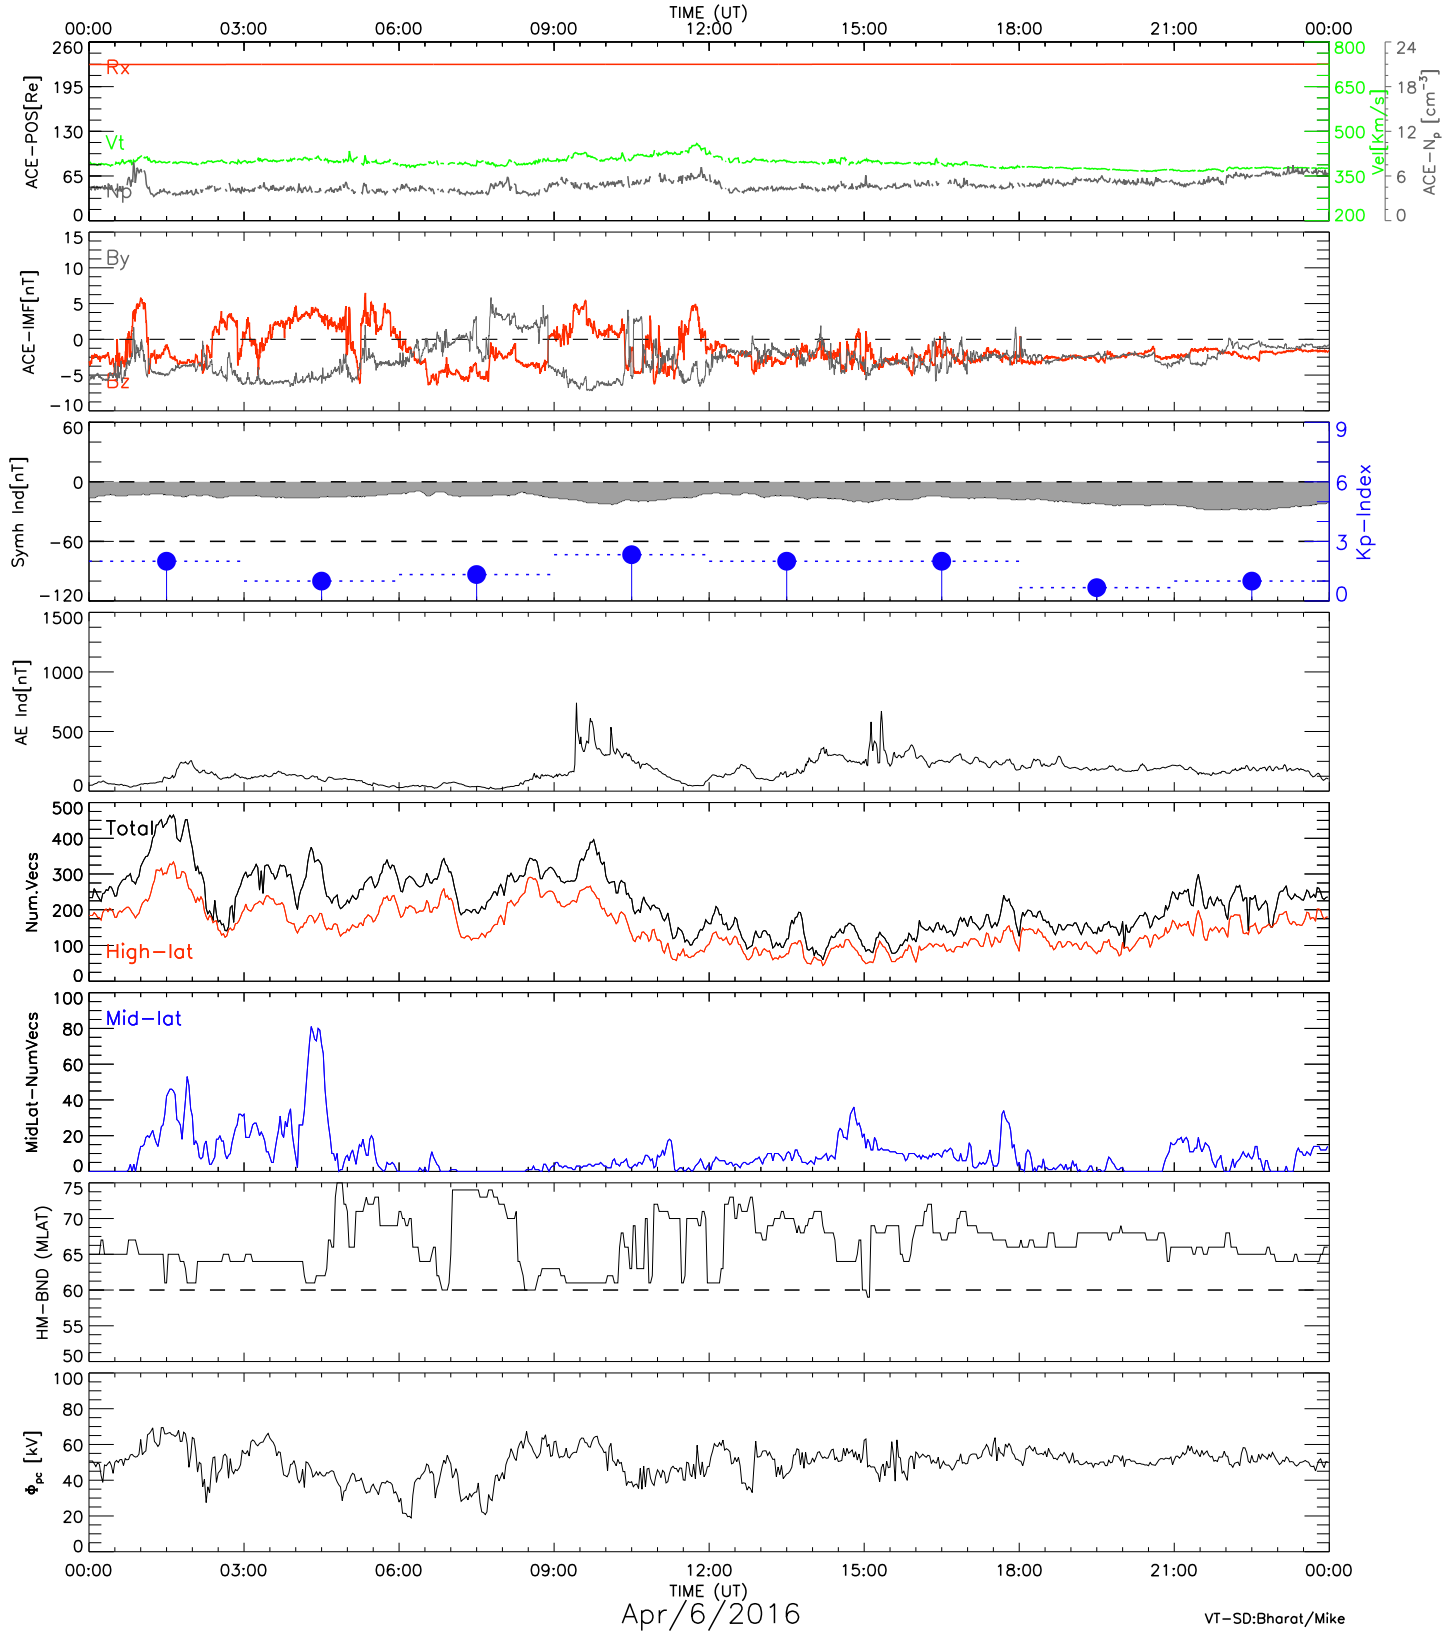 TIME (UT)
00:00 03:00 06:00 09:00 12:00 15:00 18:00 21:00 00:00
260 195 130 65 0
ACE-POS[Re]
Rx
Vt
Np
800 650 500 350 200
Vel[Km/s]
24 18 12 6 0
ACE-Np [cm-3]
15 10 5 0 -5 -10
ACE-IMF[nT]
By
Bz
60 0 -60 -120
Symh Ind[nT]
9 6 3 0
Kp-Index
1500 1000 500 0
AE Ind[nT]
500 400 300 200 100 0
Num.Vecs
Total
High-lat
100 80 60 40 20 0
MidLat-NumVecs
Mid-lat
75 70 65 60 55 50
HM-BND (MLAT)
100 80 60 40 20 0
Φpc [kV]
00:00 03:00 06:00 09:00 12:00 15:00 18:00 21:00 00:00
TIME (UT)
Apr/6/2016
VT-SD:Bharat/Mike